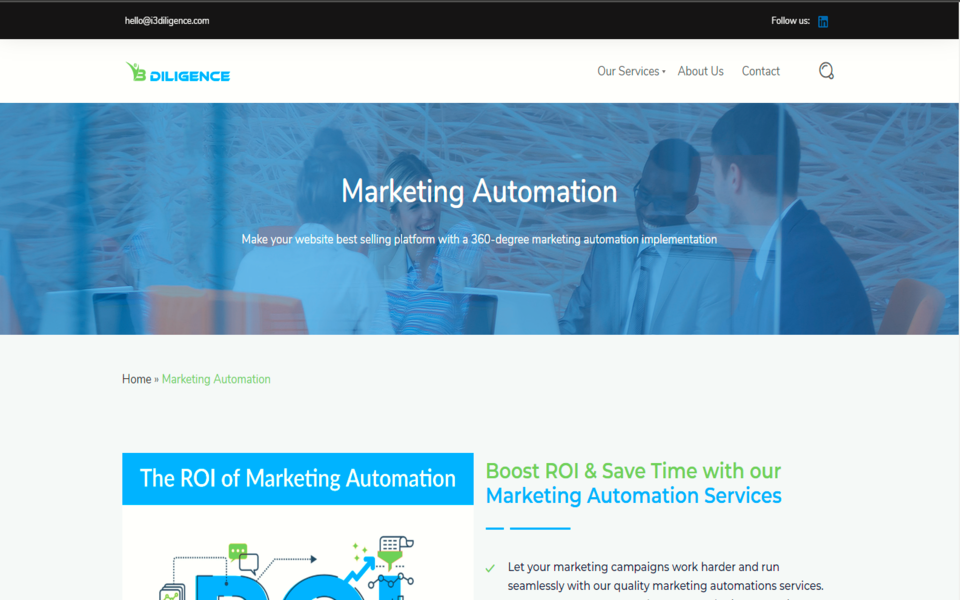 hello@i3diligence.com
Follow us:
B DILIGENCE
Our Services
About Us
Contact
Marketing Automation
Make your website best selling platform with a 360-degree marketing automation implementation
Home » Marketing Automation
The ROI of Marketing Automation
Boost ROI & Save Time with our
Marketing Automation Services
Let your marketing campaigns work harder and run
seamlessly with our quality marketing automations services.